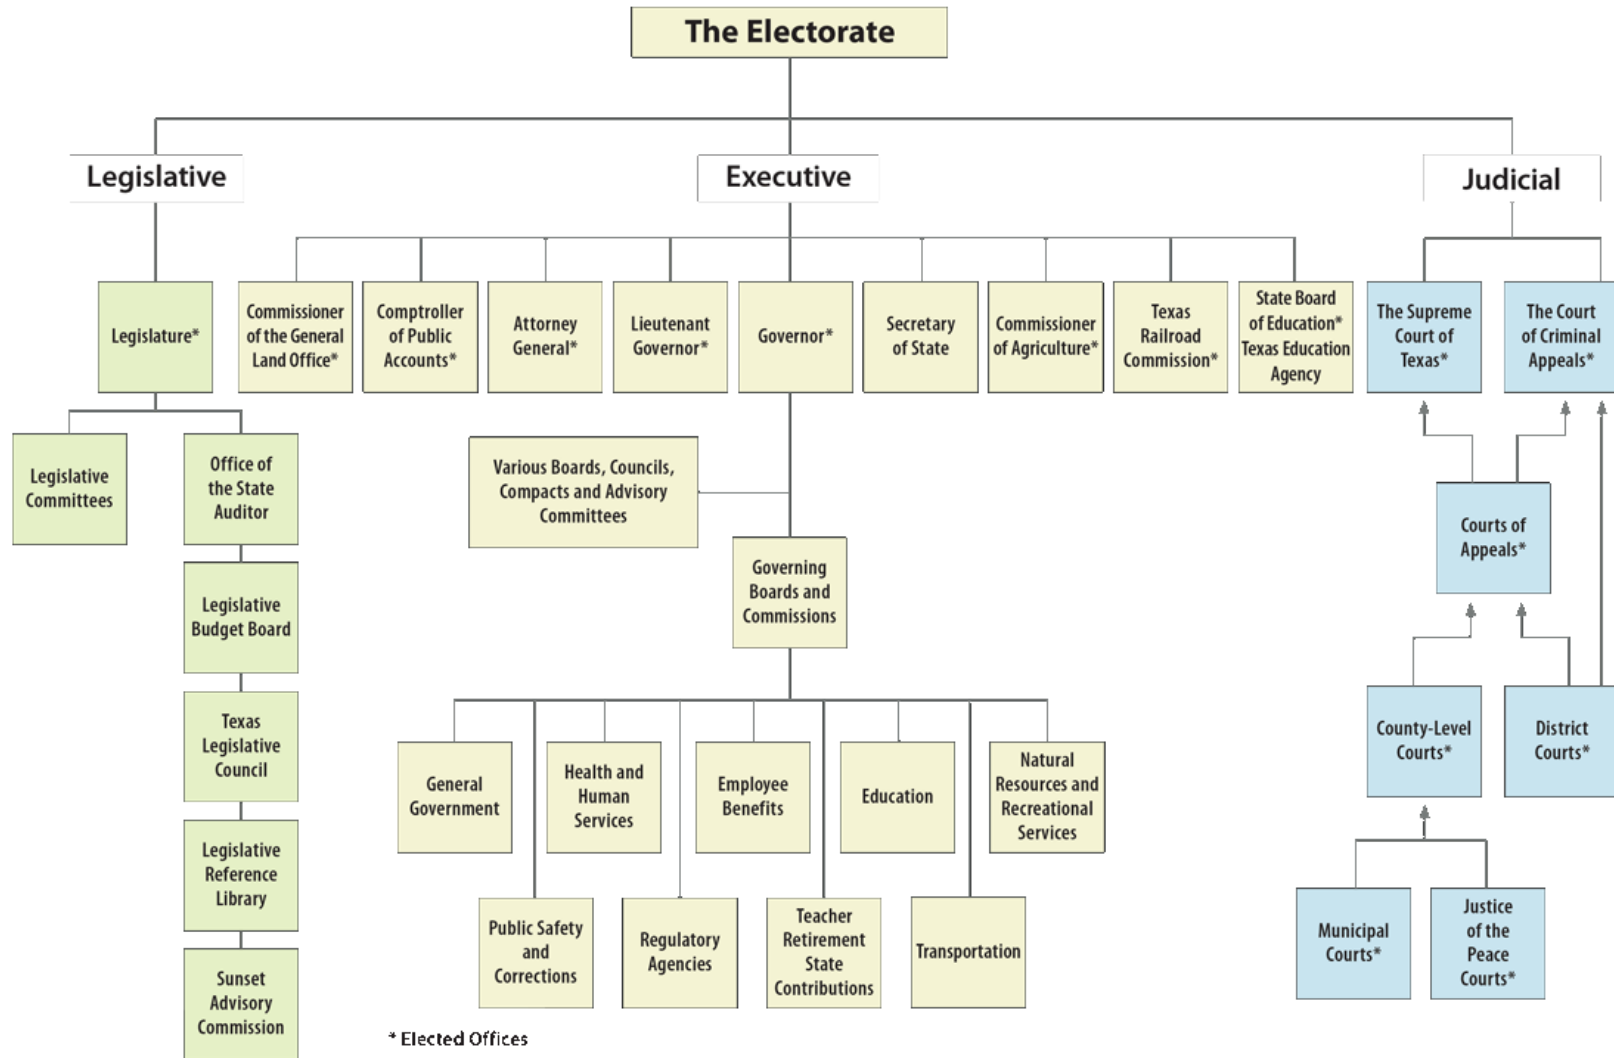 The Electorate
Legislative
Executive
Judicial
Legislature*
Commissioner
of the General
Land Office*
Comptroller
of Public
Accounts*
Attorney
General*
Lieutenant
Governor*
Governor*
Secretary
of State
Commissioner
of Agriculture*
Texas
Railroad
Commission*
State Board
of Education*
Texas Education
Agency
The Supreme
Court of
Texas*
The Court
of Criminal
Appeals*
Legislative
Committees
Office of
the State
Auditor
Various Boards, Councils,
Compacts and Advisory
Committees
Courts of
Appeals*
Governing
Boards and
Commissions
Legislative
Budget Board
Texas
Legislative
Council
County-Level
Courts*
District
Courts*
General
Government
Health and
Human
Services
Employee
Benefits
Education
Natural
Resources and
Recreational
Services
Legislative
Reference
Library
Public Safety
and
Corrections
Regulatory
Agencies
Teacher
Retirement
State
Contributions
Transportation
Municipal
Courts*
Justice
of the
Peace
Courts*
Sunset
Advisory
Commission
* Elected Offices